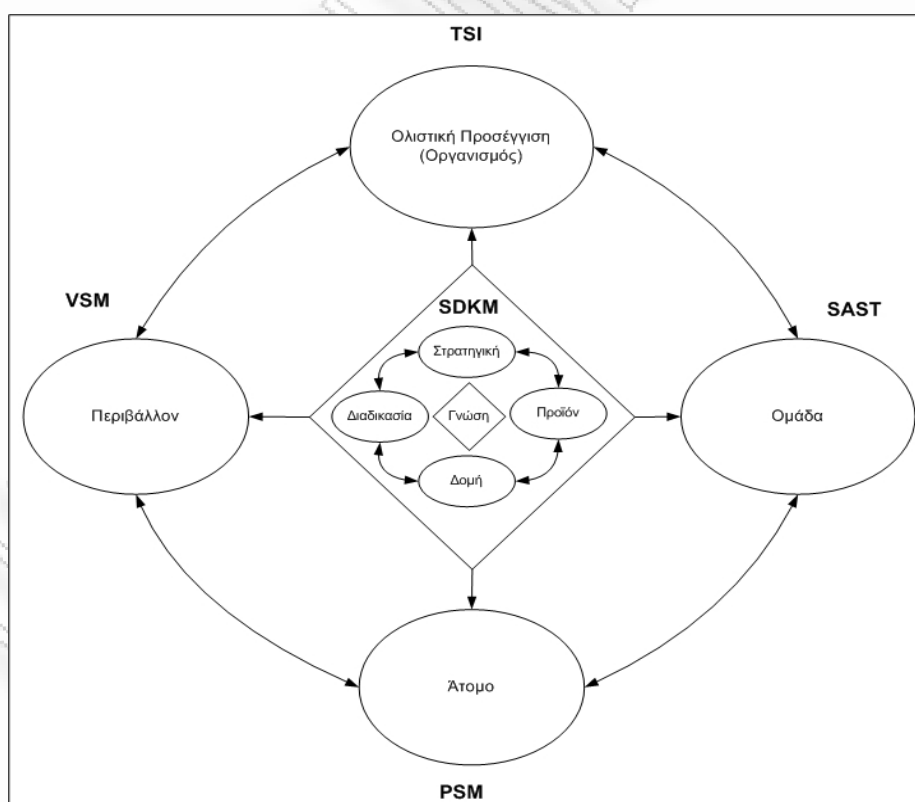 TSI
Ολιστική Προσέγγιση
(Οργανισμός)
VSM
SDKM
SAST
Στρατηγική
Περιβάλλον
Διαδικασία
Γνώση
Προϊόν
Ομάδα
Δομή
Άτομο
PSM